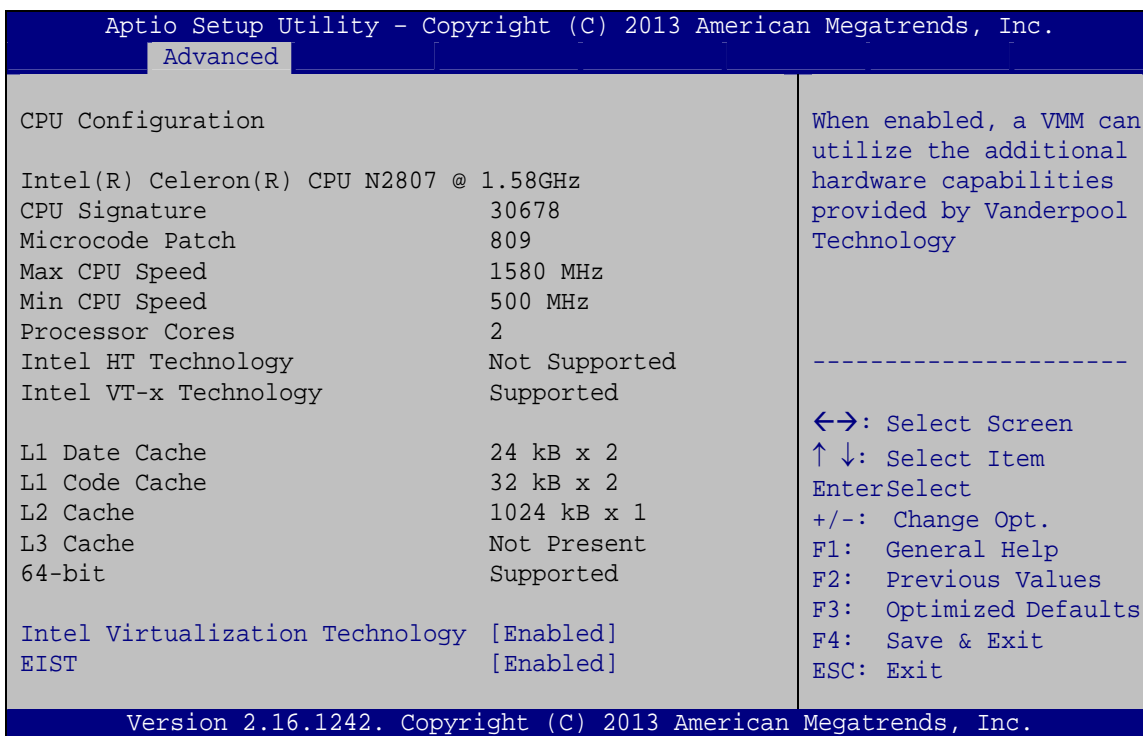 Aptio Setup Utility – Copyright (C) 2013 American Megatrends, Inc.
Advanced
CPU Configuration
Intel(R) Celeron(R) CPU N2807 @ 1.58GHz
CPU Signature 30678
Microcode Patch 809
Max CPU Speed 1580 MHz
Min CPU Speed 500 MHz
Processor Cores 2
Intel HT Technology Not Supported
Intel VT-x Technology Supported
L1 Date Cache 24 kB x 2
L1 Code Cache 32 kB x 2
L2 Cache 1024 kB x 1
L3 Cache Not Present
64-bit Supported
Intel Virtualization Technology [Enabled]
EIST [Enabled]
When enabled, a VMM can
utilize the additional
hardware capabilities
provided by Vanderpool
Technology
----------------------
←→: Select Screen
↑ ↓: Select Item
EnterSelect
+/-: Change Opt.
F1: General Help
F2: Previous Values
F3: Optimized Defaults
F4: Save & Exit
ESC: Exit
Version 2.16.1242. Copyright (C) 2013 American Megatrends, Inc.